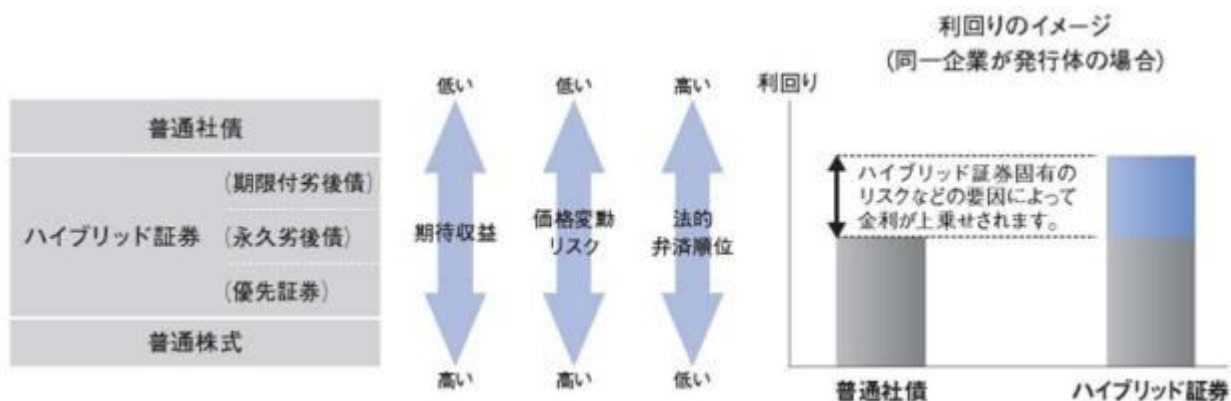 普通社債
ハイブリッド証券
(期限付劣後債)
(永久劣後債)
(優先証券)
普通株式
低い
期待収益
高い
低い
価格変動
リスク
高い
高い
法的
弁済順位
低い
利回りのイメージ
(同一企業が発行体の場合)
利回り
ハイブリッド証券固有の
リスクなどの要因によって
金利が上乗せされます。
普通社債
ハイブリッド証券